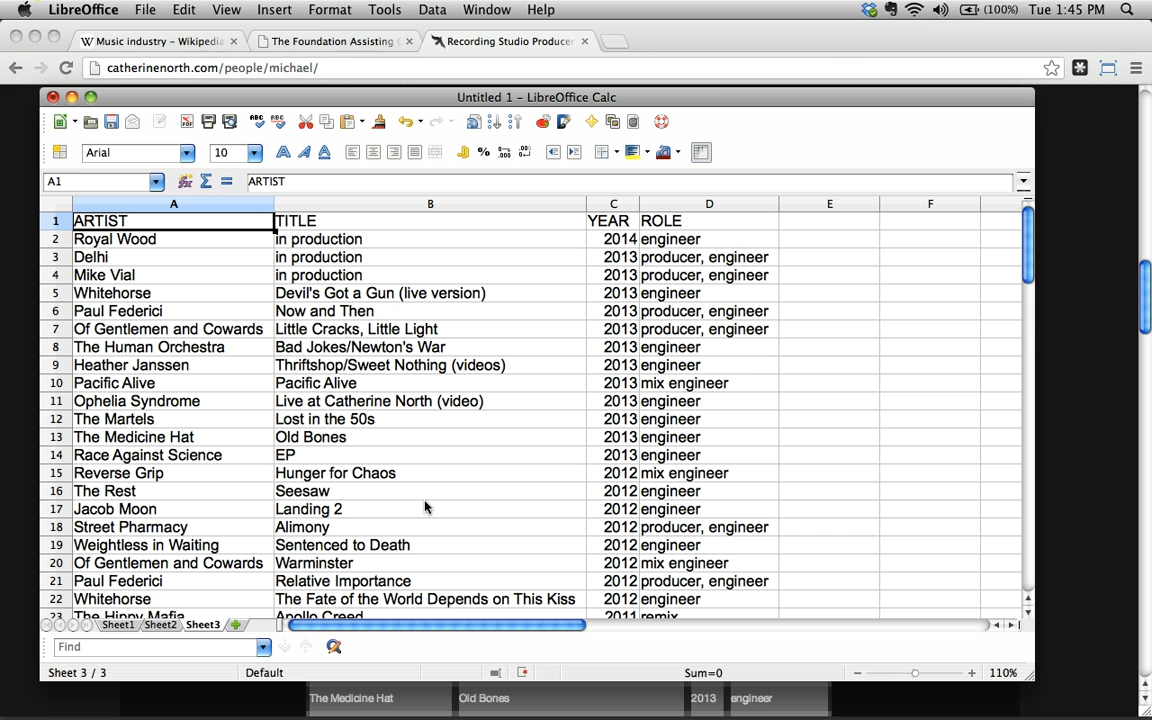 LibreOffice File Edit View Insert Format Tools Data Window Help (100%) Tue 1:45 PM
Music industry – Wikipedia The Foundation Assisting Recording Studio Producer
catherinenorth.com/people/michael/
Untitled 1 – LibreOffice Calc
Arial 10
A1 ARTIST
A B C D E F
1 ARTIST TITLE YEAR ROLE
2 Royal Wood in production 2014 engineer
3 Delhi in production 2013 producer, engineer
4 Mike Vial in production 2013 producer, engineer
5 Whitehorse Devil's Got a Gun (live version) 2013 engineer
6 Paul Federici Now and Then 2013 producer, engineer
7 Of Gentlemen and Cowards Little Cracks, Little Light 2013 producer, engineer
8 The Human Orchestra Bad Jokes/Newton's War 2013 engineer
9 Heather Janssen Thriftshop/Sweet Nothing (videos) 2013 engineer
10 Pacific Alive Pacific Alive 2013 mix engineer
11 Ophelia Syndrome Live at Catherine North (video) 2013 engineer
12 The Martels Lost in the 50s 2013 engineer
13 The Medicine Hat Old Bones 2013 engineer
14 Race Against Science EP 2013 engineer
15 Reverse Grip Hunger for Chaos 2012 mix engineer
16 The Rest Seesaw 2012 engineer
17 Jacob Moon Landing 2 2012 engineer
18 Street Pharmacy Alimony 2012 producer, engineer
19 Weightless in Waiting Sentenced to Death 2012 engineer
20 Of Gentlemen and Cowards Warminster 2012 mix engineer
21 Paul Federici Relative Importance 2012 producer, engineer
22 Whitehorse The Fate of the World Depends on This Kiss 2012 engineer
23 The Hippy Mafia Apollo Creed 2011 remix
Sheet1 Sheet2 Sheet3
Find
Sheet 3 / 3 Default Sum=0 110%
The Medicine Hat Old Bones 2013 engineer